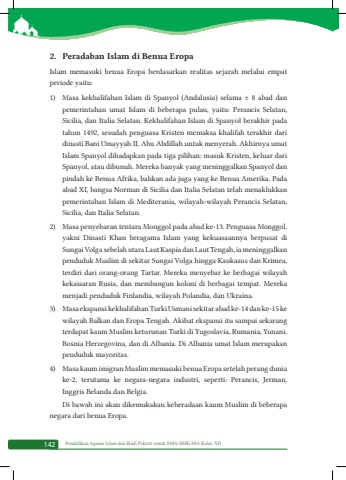 2. Peradaban Islam di Benua Eropa
Islam memasuki benua Eropa berdasarkan realitas sejarah melalui empat
periode yaitu:
1) Masa kekhalifahan Islam di Spanyol (Andalusia) selama ± 8 abad dan
pemerintahan umat Islam di beberapa pulau, yaitu: Perancis Selatan,
Sicilia, dan Italia Selatan. Kekhalifahan Islam di Spanyol berakhir pada
tahun 1492, sesudah penguasa Kristen memaksa khalifah terakhir dari
dinasti Bani Umayyah II, Abu Abdillah untuk menyerah. Akhirnya umat
Islam Spanyol dihadapkan pada tiga pilihan: masuk Kristen, keluar dari
Spanyol, atau dibunuh. Mereka banyak yang meninggalkan Spanyol dan
pindah ke Benua Afrika, bahkan ada juga yang ke Benua Amerika. Pada
abad XI, bangsa Norman di Sicilia dan Italia Selatan telah menaklukkan
pemerintahan Islam di Mediterania, wilayah-wilayah Perancis Selatan,
Sicilia, dan Italia Selatan.
2) Masa penyebaran tentara Monggol pada abad ke-13. Penguasa Monggol,
yakni Dinasti Khan beragama Islam yang kekuasaannya berpusat di
Sungai Volga sebelah utara Laut Kaspia dan Laut Tengah, ia meninggalkan
penduduk Muslim di sekitar Sungai Volga hingga Kaukasus dan Krimea,
terdiri dari orang-orang Tartar. Mereka menyebar ke berbagai wilayah
kekaisaran Rusia, dan membangun koloni di berbagai tempat. Mereka
menjadi penduduk Finlandia, wilayah Polandia, dan Ukraina.
3) Masa ekspansi kekhalifahan Turki Usmani sekitar abad ke-14 dan ke-15 ke
wilayah Balkan dan Eropa Tengah. Akibat ekspansi itu sampai sekarang
terdapat kaum Muslim keturunan Turki di Yugoslavia, Rumania, Yunani,
Bosnia Herzegovina, dan di Albania. Di Albania umat Islam merupakan
penduduk mayoritas.
4) Masa kaum imigran Muslim memasuki benua Eropa setelah perang dunia
ke-2, terutama ke negara-negara industri, seperti: Perancis, Jerman,
Inggris Belanda dan Belgia.
Di bawah ini akan dikemukakan keberadaan kaum Muslim di beberapa
negara dari benua Eropa.
142 Pendidikan Agama Islam dan Budi Pekerti untuk SMA/SMK/MA Kelas XII